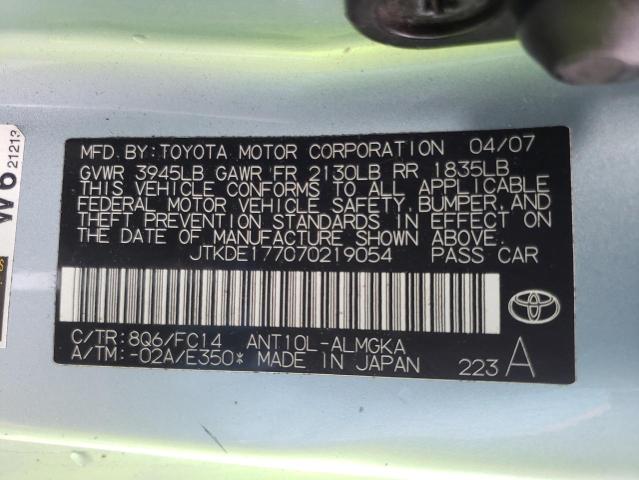 MFD. BY TOYOTA MOTOR CORPORATION 04/07
GVWR 3945LB GAWR FR 2130LB RR 1835LB
THIS VEHICLE CONFORMS TO ALL APPLICABLE
FEDERAL MOTOR VEHICLE SAFETY, BUMPER, AND
THEFT PREVENTION STANDARDS IN EFFECT ON
THE DATE OF MANUFACTURE SHOWN ABOVE.
JTKDE177070219054 PASS CAR
C/TR: 8Q6/FC14 ANT10L-ALMGKA
A/TM: -02A/E350* MADE IN JAPAN 223 A
W6 21213